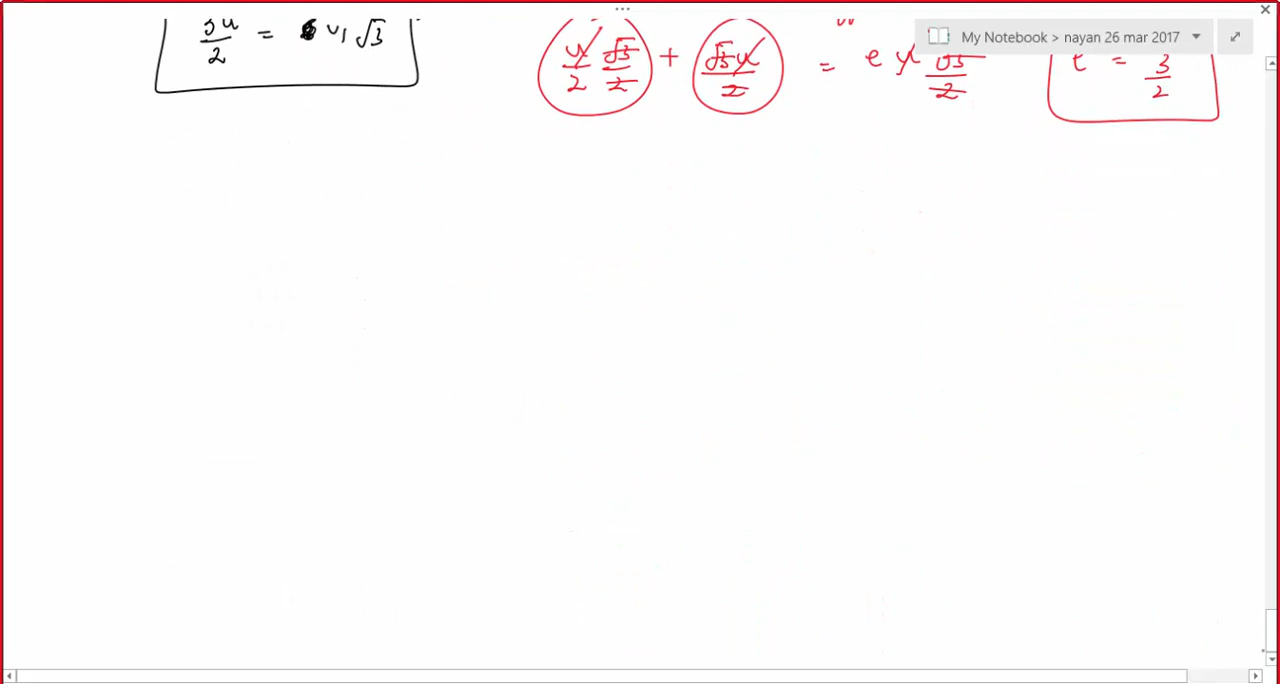 My Notebook > nayan 26 mar 2017
3u/2 = v₁√3
u/2 √3/2 + √3u/2 = e u √3/2
e = 3/2